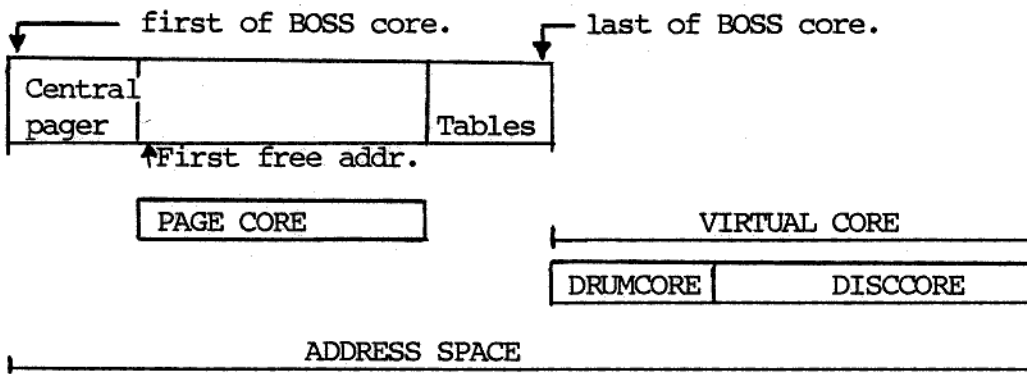 first of BOSS core.
last of BOSS core.
Central
pager
Tables
First free addr.
PAGE CORE
VIRTUAL CORE
DRUMCORE
DISCCORE
ADDRESS SPACE